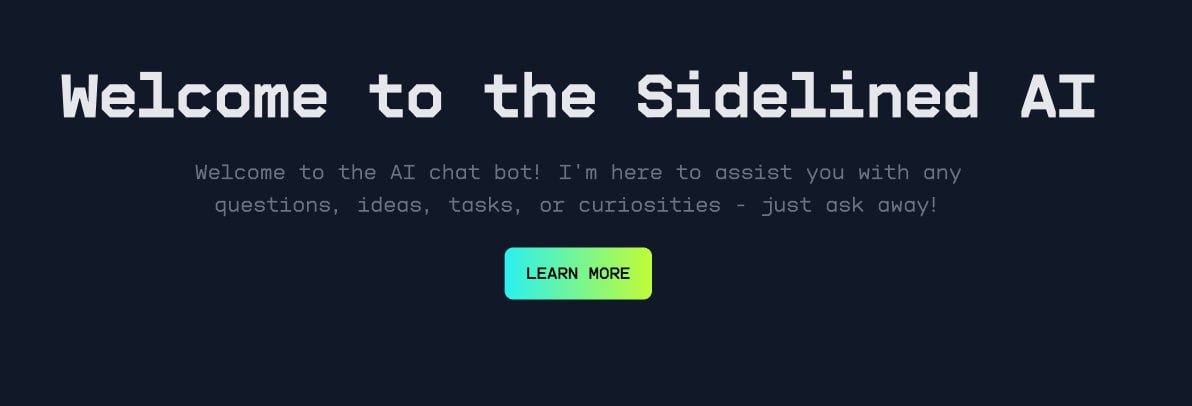 Welcome to the Sidelined AI
Welcome to the AI chat bot! I'm here to assist you with any
questions, ideas, tasks, or curiosities - just ask away!
LEARN MORE